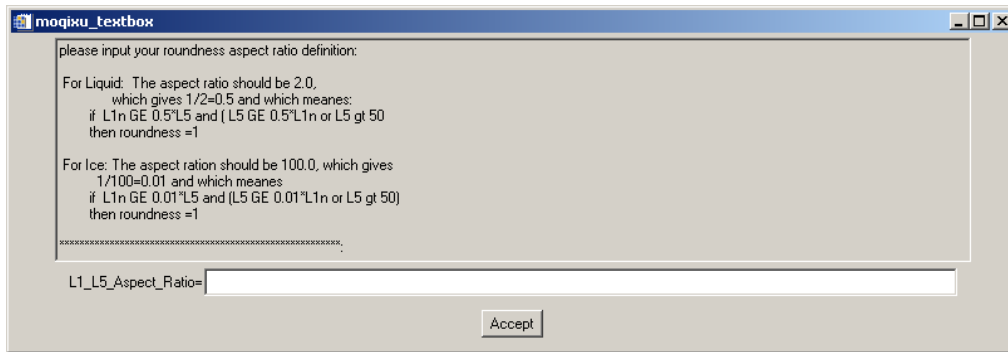 moqixu_textbox
please input your roundness aspect ratio definition:
For Liquid: The aspect ratio should be 2.0,
which gives 1/2=0.5 and which meanes:
if L1n GE 0.5*L5 and ( L5 GE 0.5*L1n or L5 gt 50
then roundness =1
For Ice: The aspect ration should be 100.0, which gives
1/100=0.01 and which meanes
if L1n GE 0.01*L5 and (L5 GE 0.01*L1n or L5 gt 50)
then roundness =1
********************************************************;
L1_L5_Aspect_Ratio=
Accept